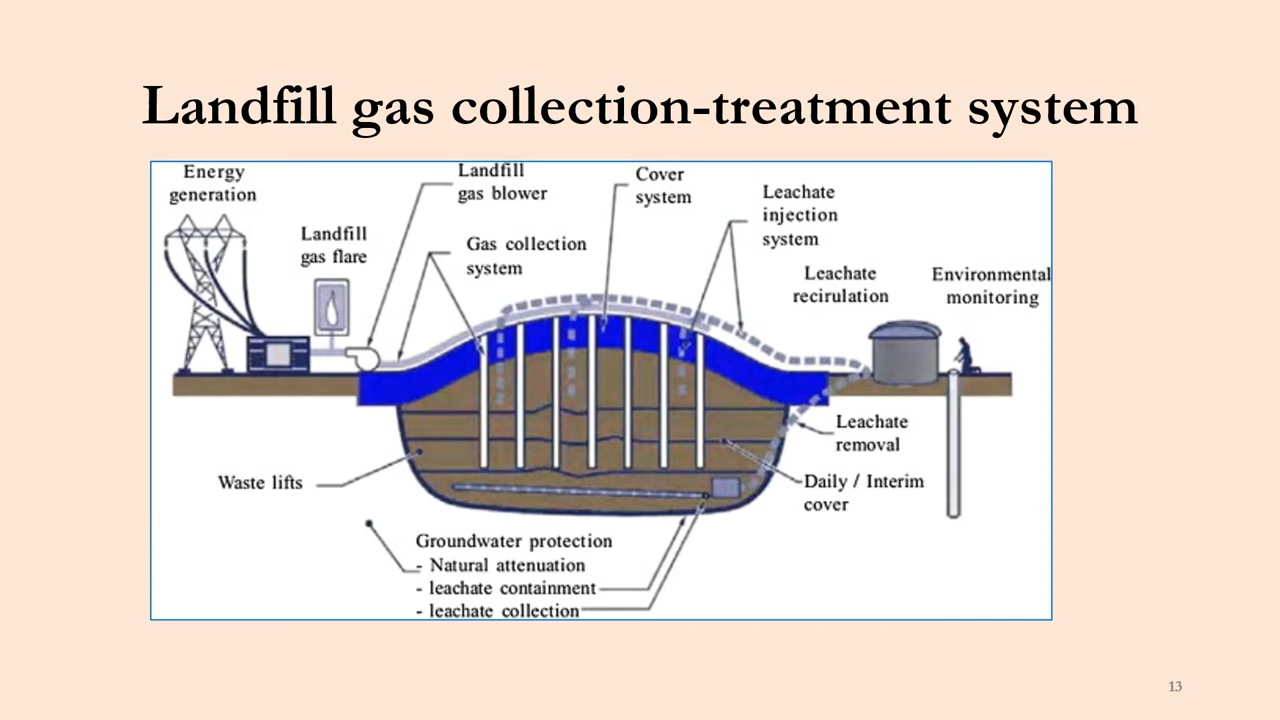 Landfill gas collection-treatment system
Energy
generation
Landfill
gas flare
Landfill
gas blower
Gas collection
system
Cover
system
Leachate
injection
system
Leachate
recirulation
Environmental
monitoring
Leachate
removal
Daily / Interim
cover
Waste lifts
Groundwater protection
- Natural attenuation
- leachate containment
- leachate collection
13